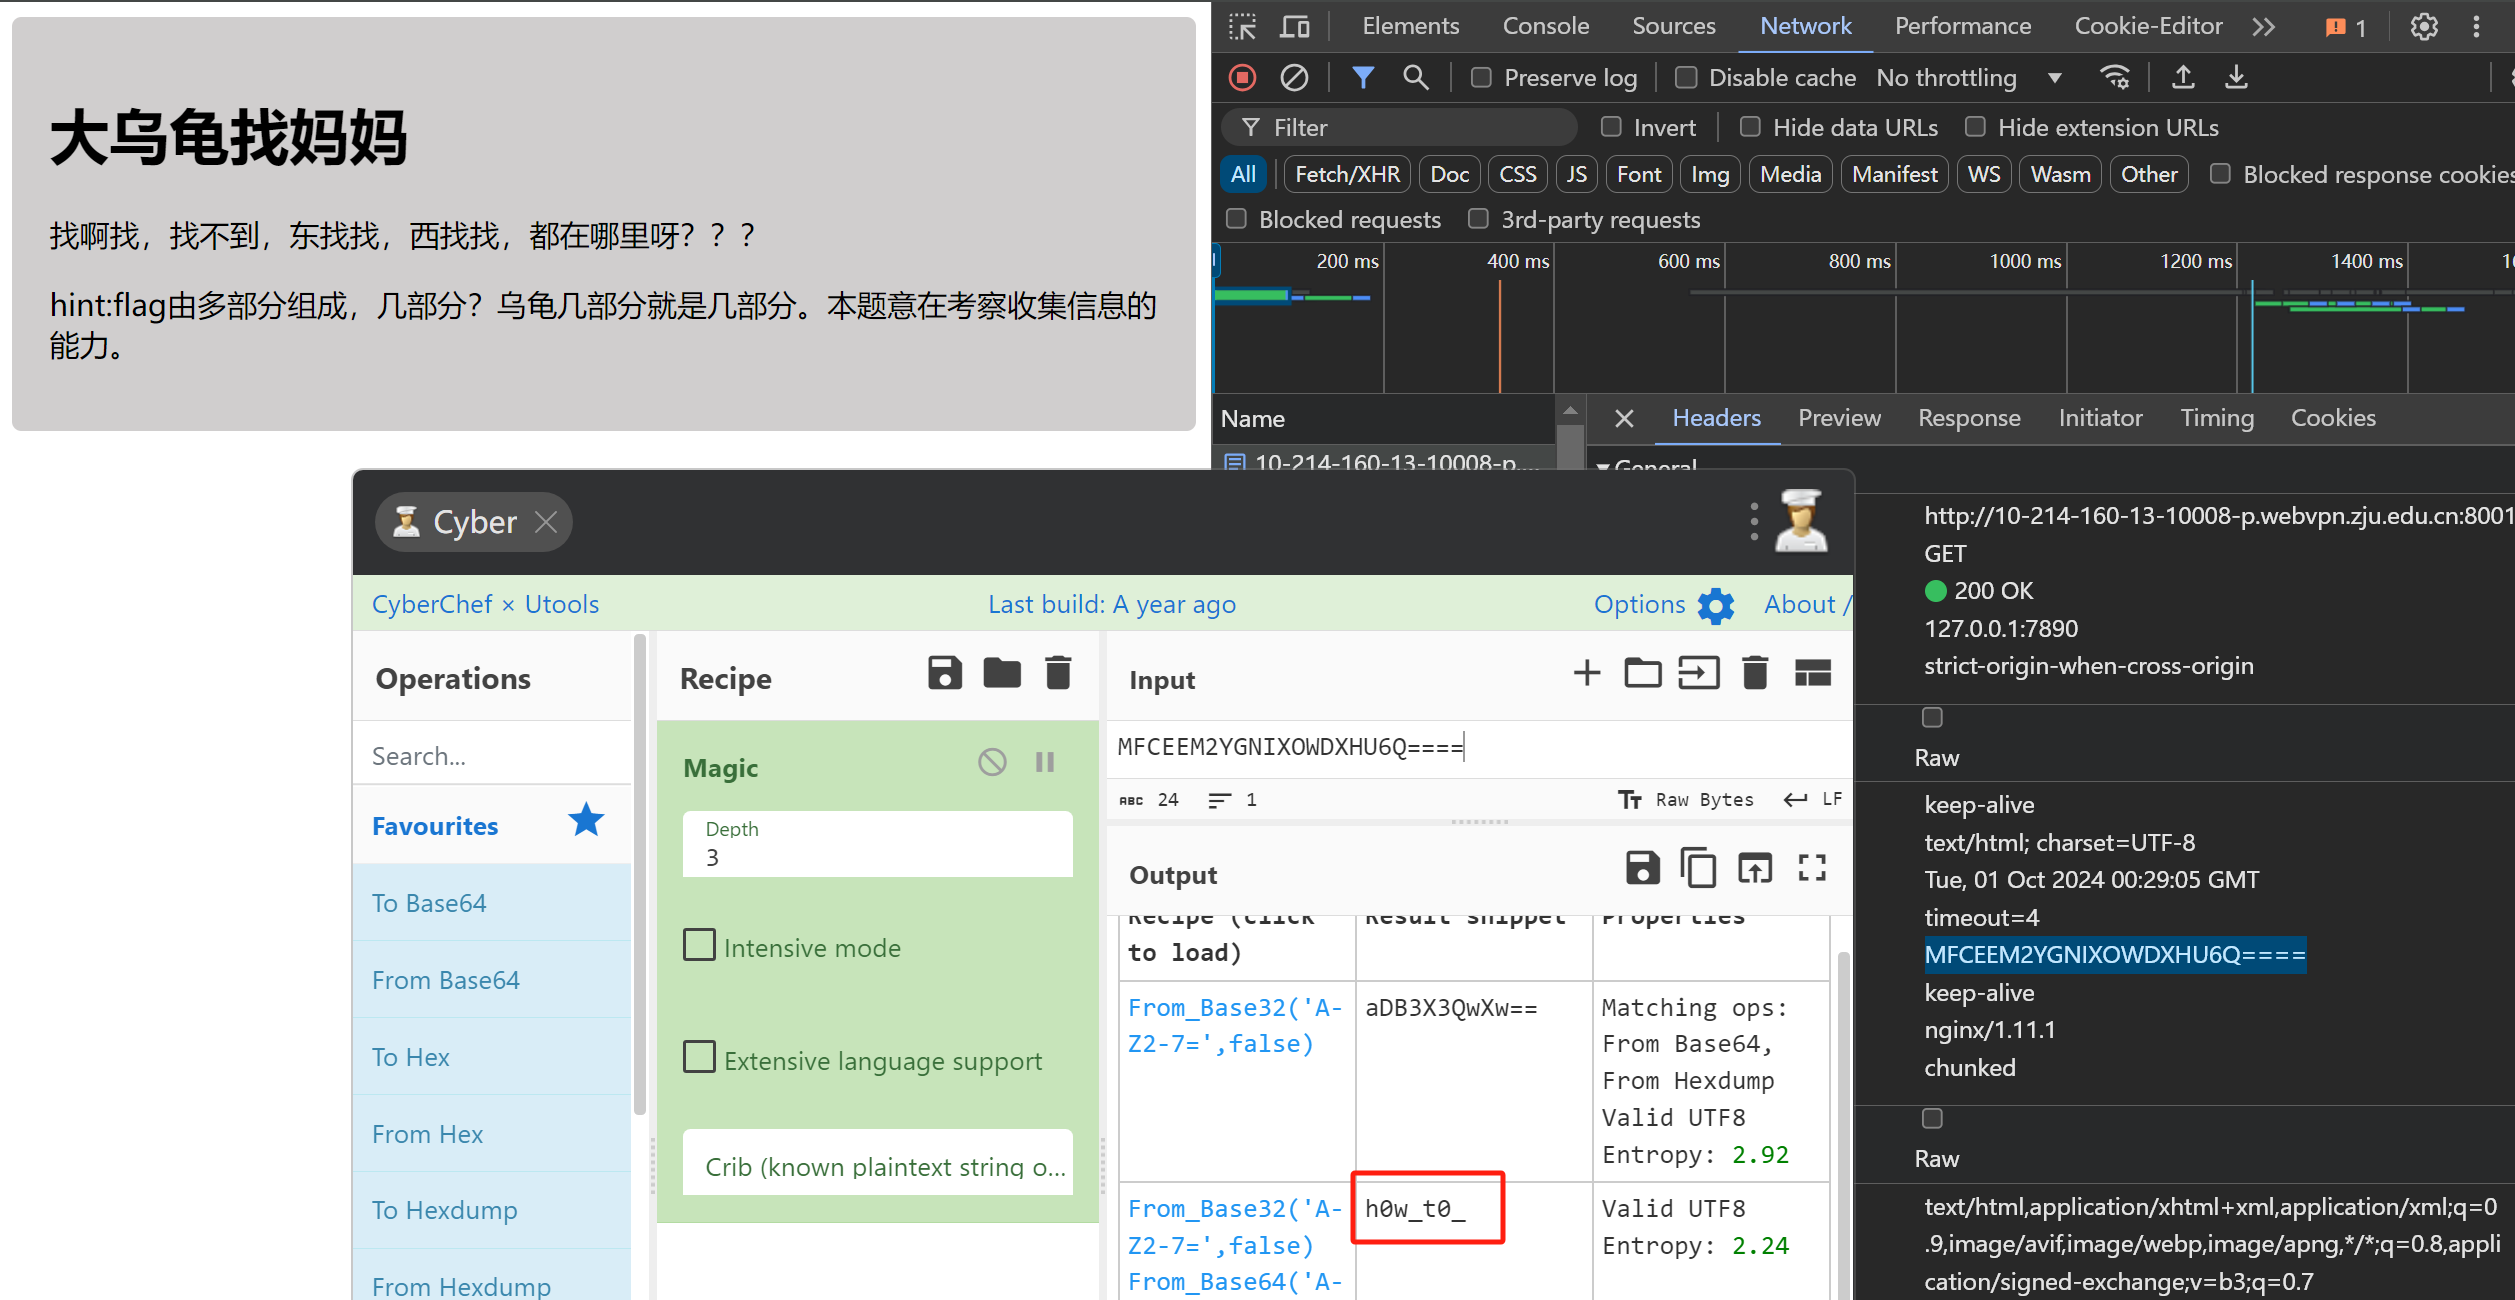 大乌龟找妈妈
找啊找，找不到，东找找，西找找，都在哪里呀？？？
hint:flag由多部分组成，几部分？乌龟几部分就是几部分。本题意在考察收集信息的
能力。
Elements Console Sources Network Performance Cookie-Editor 1
Preserve log Disable cache No throttling
Filter Invert Hide data URLs Hide extension URLs
All Fetch/XHR Doc CSS JS Font Img Media Manifest WS Wasm Other Blocked response cookies
Blocked requests 3rd-party requests
200 ms 400 ms 600 ms 800 ms 1000 ms 1200 ms 1400 ms
Name
10-214-160-13-10008-p....
Headers Preview Response Initiator Timing Cookies
General
http://10-214-160-13-10008-p.webvpn.zju.edu.cn:8001
GET
200 OK
127.0.0.1:7890
strict-origin-when-cross-origin
Raw
keep-alive
text/html; charset=UTF-8
Tue, 01 Oct 2024 00:29:05 GMT
timeout=4
MFCEEM2YGNIXOWDXHU6Q====
keep-alive
nginx/1.11.1
chunked
Raw
text/html,application/xhtml+xml,application/xml;q=0
.9,image/avif,image/webp,image/apng,*/*;q=0.8,appli
cation/signed-exchange;v=b3;q=0.7
Cyber
CyberChef × Utools Last build: A year ago Options About /
Operations
Search...
Favourites
To Base64
From Base64
To Hex
From Hex
To Hexdump
From Hexdump
Recipe
Magic
Depth
3
Intensive mode
Extensive language support
Crib (known plaintext string o...
Input
MFCEEM2YGNIXOWDXHU6Q====
ABC 24 1 Raw Bytes LF
Output
Recipe (click
to load)
Result snippet
Properties
From_Base32('A-
Z2-7=',false)
aDB3X3QwXw==
Matching ops:
From Base64,
From Hexdump
Valid UTF8
Entropy: 2.92
From_Base32('A-
Z2-7=',false)
From_Base64('A-
h0w_t0_
Valid UTF8
Entropy: 2.24